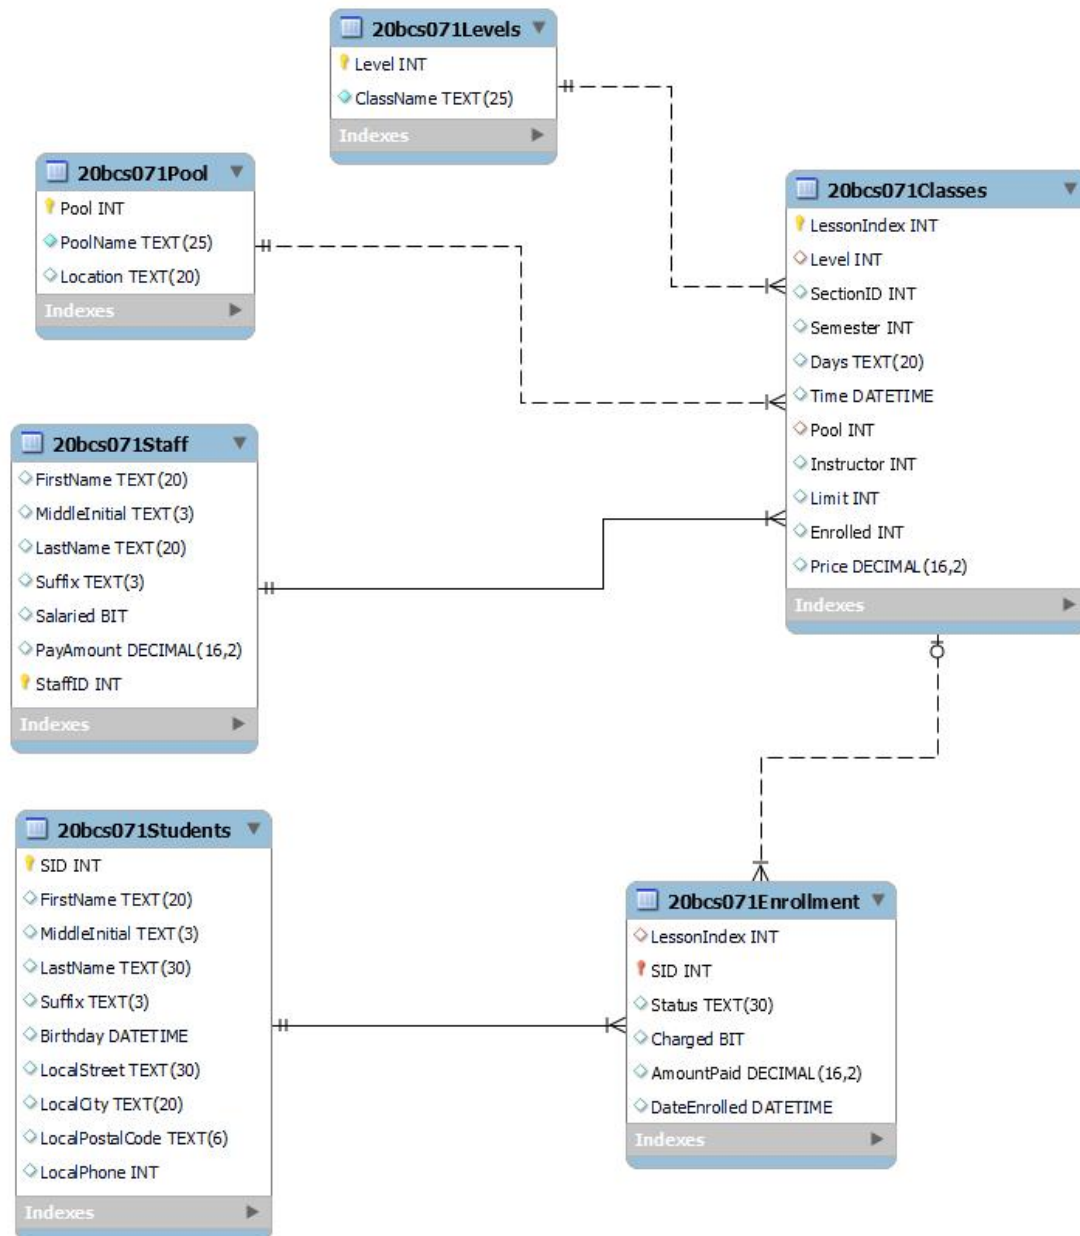 20bcs071Levels
Level INT
ClassName TEXT(25)
Indexes
20bcs071Pool
Pool INT
PoolName TEXT(25)
Location TEXT(20)
Indexes
20bcs071Classes
LessonIndex INT
Level INT
SectionID INT
Semester INT
Days TEXT(20)
Time DATETIME
Pool INT
Instructor INT
Limit INT
Enrolled INT
Price DECIMAL(16,2)
Indexes
20bcs071Staff
FirstName TEXT(20)
MiddleInitial TEXT(3)
LastName TEXT(20)
Suffix TEXT(3)
Salaried BIT
PayAmount DECIMAL(16,2)
StaffID INT
Indexes
20bcs071Students
SID INT
FirstName TEXT(20)
MiddleInitial TEXT(3)
LastName TEXT(30)
Suffix TEXT(3)
Birthday DATETIME
LocalStreet TEXT(30)
LocalCity TEXT(20)
LocalPostalCode TEXT(6)
LocalPhone INT
Indexes
20bcs071Enrollment
LessonIndex INT
SID INT
Status TEXT(30)
Charged BIT
AmountPaid DECIMAL(16,2)
DateEnrolled DATETIME
Indexes